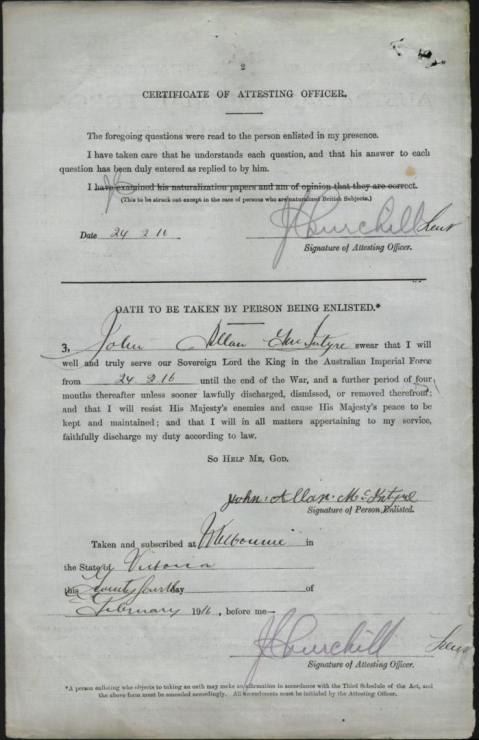 2
CERTIFICATE OF ATTESTING OFFICER.
The foregoing questions were read to the person enlisted in my presence.
I have taken care that he understands each question, and that his answer to each
question has been duly entered as replied to by him.
I have examined his naturalization papers and am of opinion that they are correct.
(This to be struck out except in the case of persons who are naturalized British Subjects.)
Date 24 2 16 Churchill Lieut
Signature of Attesting Officer.
OATH TO BE TAKEN BY PERSON BEING ENLISTED.*
I, John Allan MacIntyre swear that I will
well and truly serve our Sovereign Lord the King in the Australian Imperial Force
from 24 2 16 until the end of the War, and a further period of four
months thereafter unless sooner lawfully discharged, dismissed, or removed therefrom;
and that I will resist His Majesty's enemies and cause His Majesty's peace to be
kept and maintained; and that I will in all matters appertaining to my service,
faithfully discharge my duty according to law.
SO HELP ME, GOD.
John Allan McIntyre
Signature of Person Enlisted.
Taken and subscribed at Melbourne in
the State of Victoria
this Twenty fourth day of
February 1916, before me—
Churchill Lieut
Signature of Attesting Officer.
*A person enlisting who objects to taking an oath may make an affirmation in accordance with the Third Schedule of the Act, and
the above form must be amended accordingly. All amendments must be initialed by the Attesting Officer.